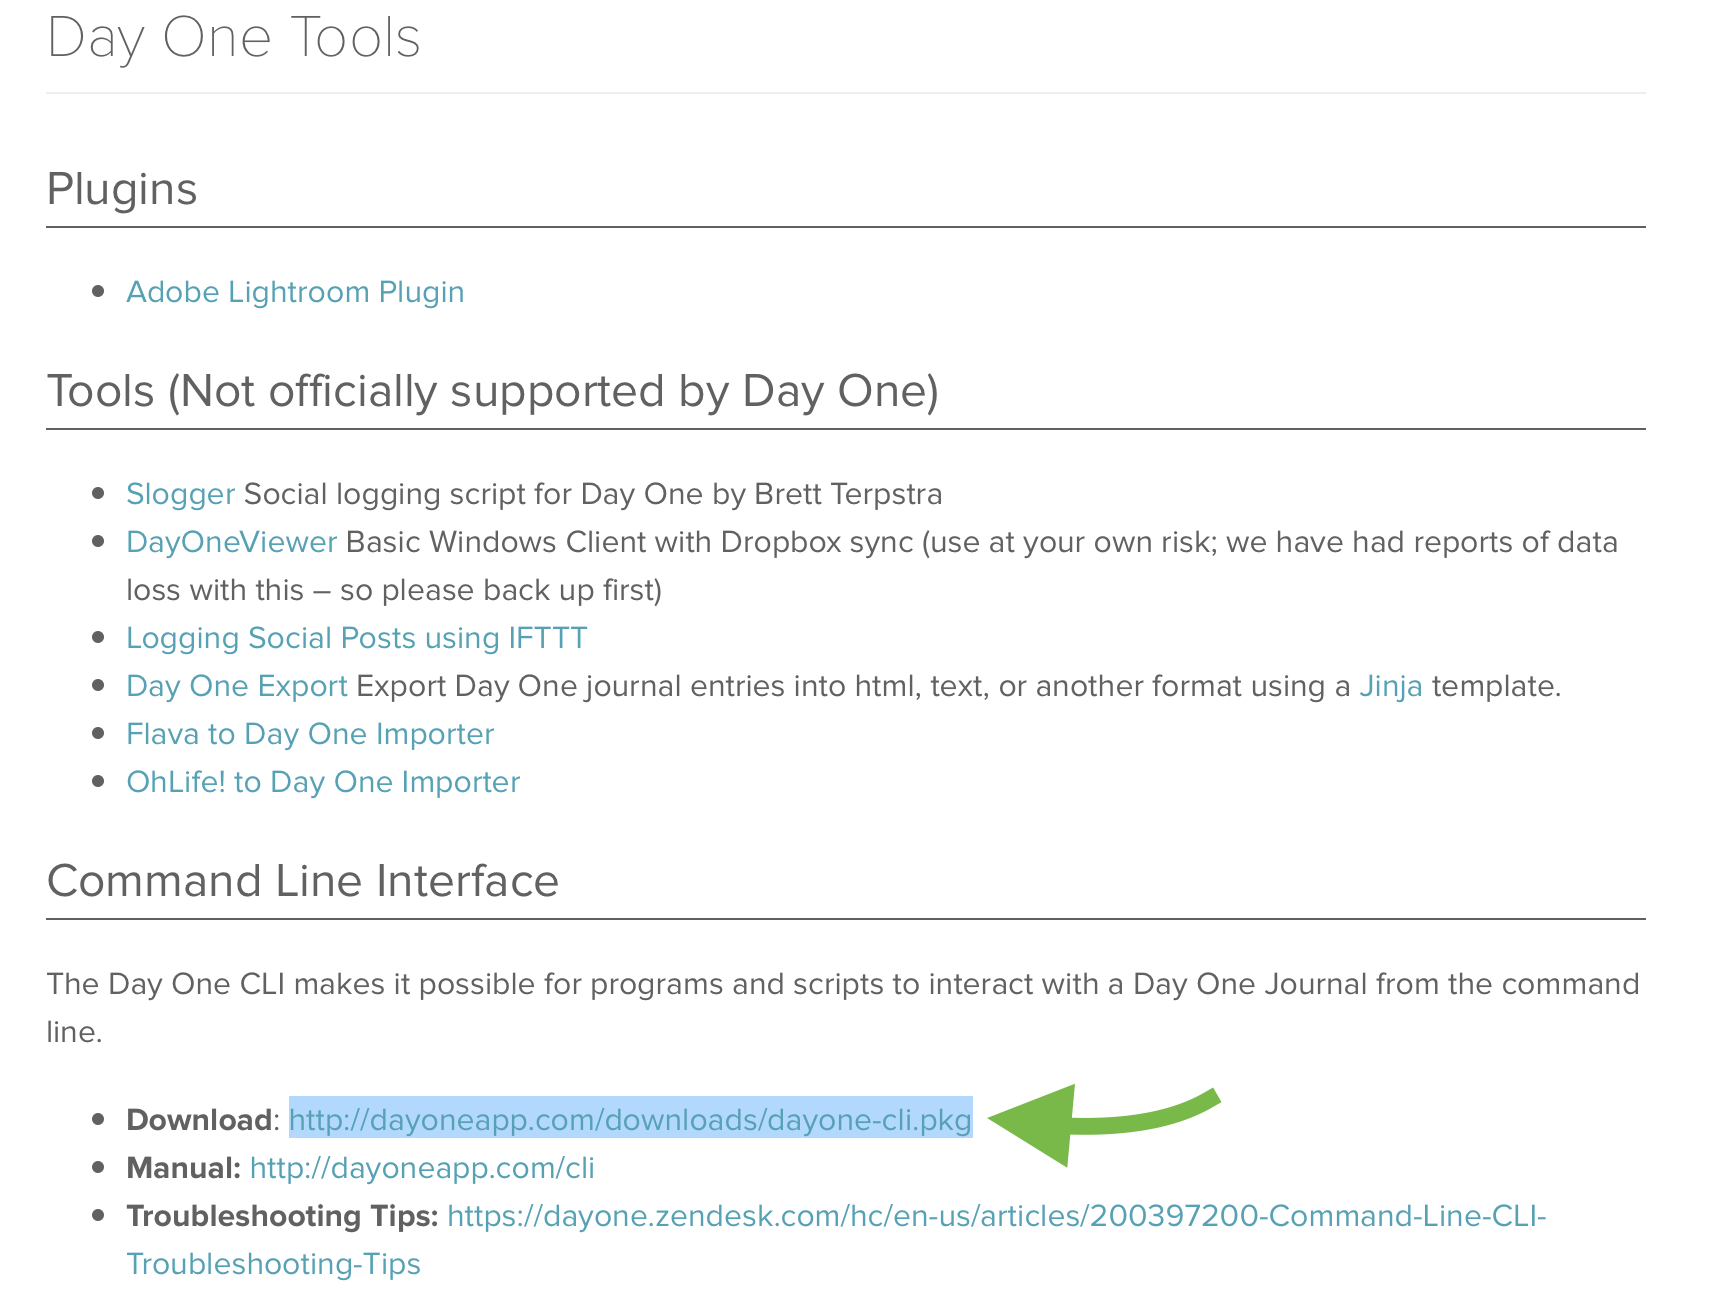 Day One Tools
Plugins
Adobe Lightroom Plugin
Tools (Not officially supported by Day One)
Slogger Social logging script for Day One by Brett Terpstra
DayOneViewer Basic Windows Client with Dropbox sync (use at your own risk; we have had reports of data
loss with this – so please back up first)
Logging Social Posts using IFTTT
Day One Export Export Day One journal entries into html, text, or another format using a Jinja template.
Flava to Day One Importer
OhLife! to Day One Importer
Command Line Interface
The Day One CLI makes it possible for programs and scripts to interact with a Day One Journal from the command
line.
Download: http://dayoneapp.com/downloads/dayone-cli.pkg
Manual: http://dayoneapp.com/cli
Troubleshooting Tips: https://dayone.zendesk.com/hc/en-us/articles/200397200-Command-Line-CLI-
Troubleshooting-Tips